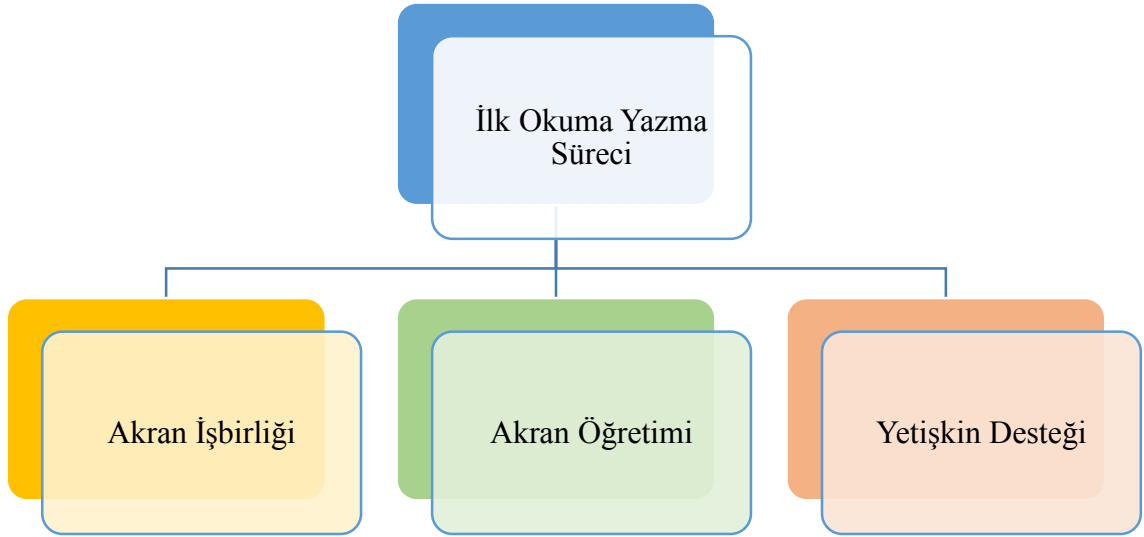 İlk Okuma Yazma
Süreci
Akran İşbirliği
Akran Öğretimi
Yetişkin Desteği